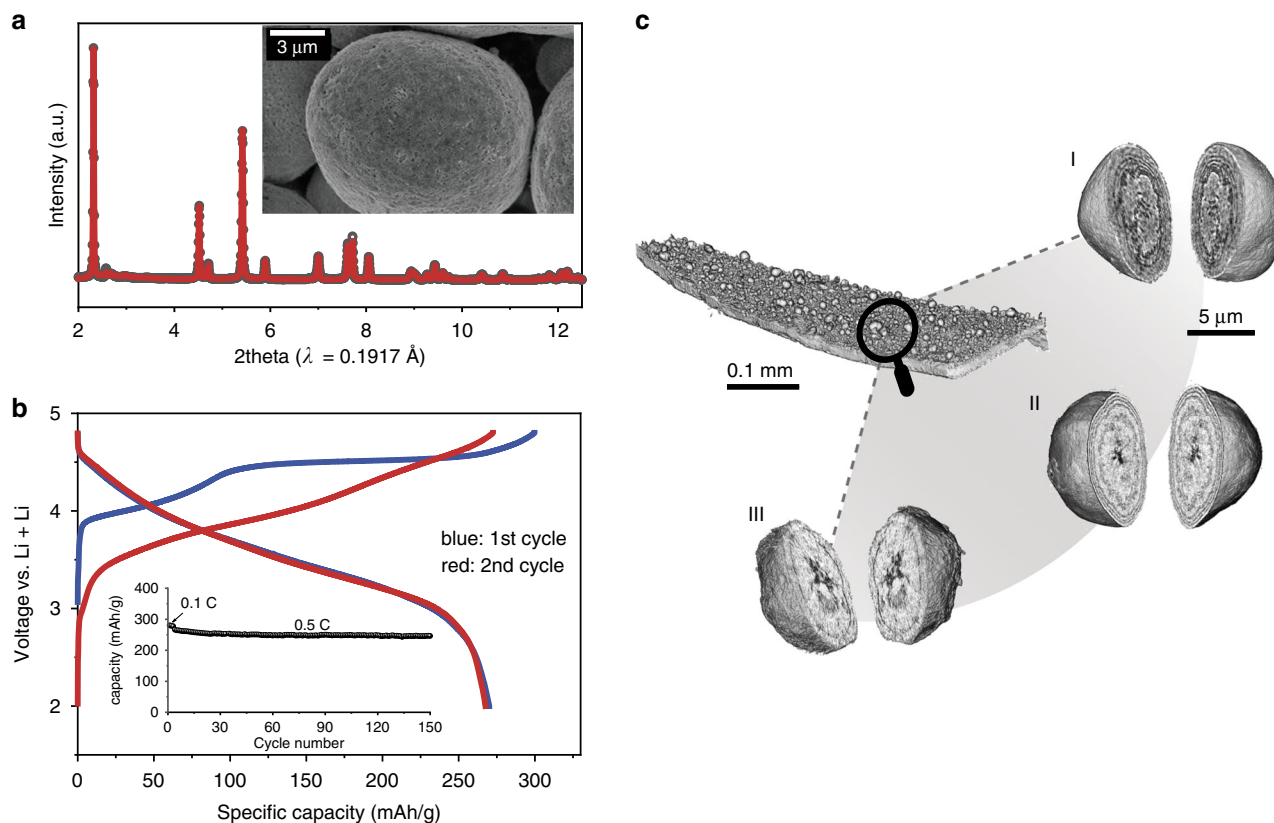 a
3 μm
Intensity (a.u.)
2 4 6 8 10 12
2theta (λ = 0.1917 Å)
b
5
4
3
2
Voltage vs. Li + Li
blue: 1st cycle
red: 2nd cycle
400
300
200
100
0
capacity (mAh/g)
0.1 C
0.5 C
0 30 60 90 120 150
Cycle number
0 50 100 150 200 250 300
Specific capacity (mAh/g)
c
I
5 μm
0.1 mm
II
III